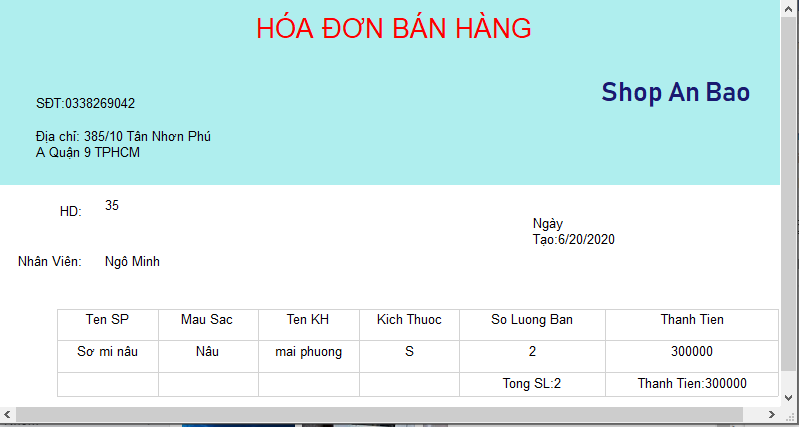 HÓA ĐƠN BÁN HÀNG
Shop An Bao
SĐT:0338269042
Địa chỉ: 385/10 Tân Nhơn Phú
A Quận 9 TPHCM
HD: 35
Ngày
Tạo:6/20/2020
Nhân Viên: Ngô Minh
Ten SP Mau Sac Ten KH Kich Thuoc So Luong Ban Thanh Tien
Sơ mi nâu Nâu mai phuong S 2 300000
Tong SL:2 Thanh Tien:300000